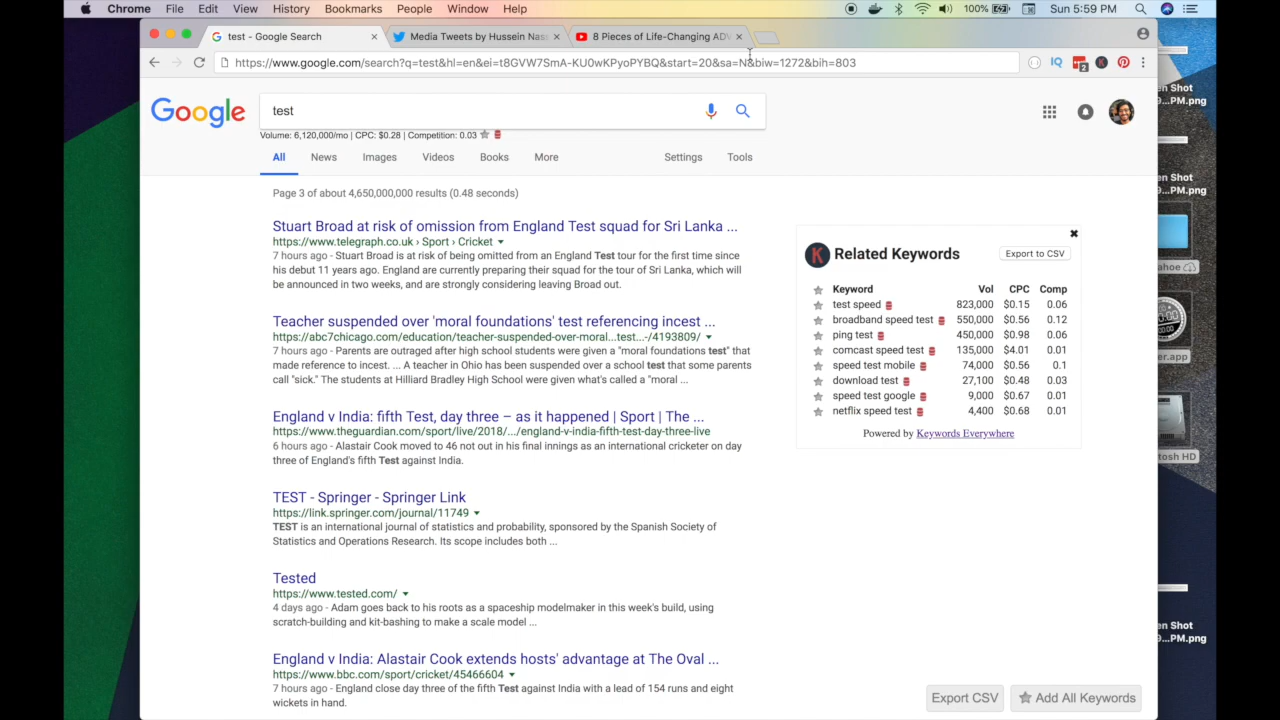 Chrome File Edit View History Bookmarks People Window Help 100% Sun 5:59 PM
test - Google Search Media Tweets by Humin Nas 8 Pieces of Life-Changing ADV
2
Google test
Volume: 6,120,000/mo | CPC: $0.28 | Competition: 0.03
All News Images Videos Books More Settings Tools
Page 3 of about 4,650,000,000 results (0.48 seconds)
Stuart Broad at risk of omission from England Test squad for Sri Lanka ...
https://www.telegraph.co.uk › Sport › Cricket
7 hours ago - Stuart Broad is at risk of being omitted from an England Test tour for the first time since
his debut 11 years ago. England are currently preparing their squad for the tour of Sri Lanka, which will
be announced in two weeks, and are strongly considering leaving Broad out.
Teacher suspended over 'moral foundations' test referencing incest ...
https://abc7chicago.com/education/teacher-suspended-over-moral...test...-/4193809/
7 hours ago - Parents are outraged after high school students were given a "moral foundations test" that
made reference to incest. ... A teacher in Ohio has been suspended over a school test that some parents
call "sick." The students at Hilliard Bradley High School were given what's called a "moral ...
England v India: fifth Test, day three – as it happened | Sport | The ...
https://www.theguardian.com/sport/live/2018/.../england-v-india-fifth-test-day-three-live
6 hours ago - Alastair Cook moved to 46 not out in his final innings as an international cricketer on day
three of England's fifth Test against India.
TEST - Springer - Springer Link
https://link.springer.com/journal/11749
TEST is an international journal of statistics and probability, sponsored by the Spanish Society of
Statistics and Operations Research. Its scope includes both ...
Tested
https://www.tested.com/
4 days ago - Adam goes back to his roots as a spaceship modelmaker in this week's build, using
scratch-building and kit-bashing to make a scale model ...
England v India: Alastair Cook extends hosts' advantage at The Oval ...
https://www.bbc.com/sport/cricket/45466604
7 hours ago - England close day three of the fifth Test against India with a lead of 154 runs and eight
wickets in hand.
K Related Keywords Export to CSV
Keyword Vol CPC Comp
test speed 823,000 $0.15 0.06
broadband speed test 550,000 $0.56 0.12
ping test 450,000 $0.98 0.06
comcast speed test 135,000 $4.01 0.01
speed test mobile 74,000 $0.56 0.1
download test 27,100 $0.48 0.03
speed test google 9,000 $0.67 0.01
netflix speed test 4,400 $0.68 0.01
Powered by Keywords Everywhere
Export CSV Add All Keywords
en Shot
9...PM.png
en Shot
9...PM.png
ahoe
er.app
tosh HD
en Shot
9...PM.png